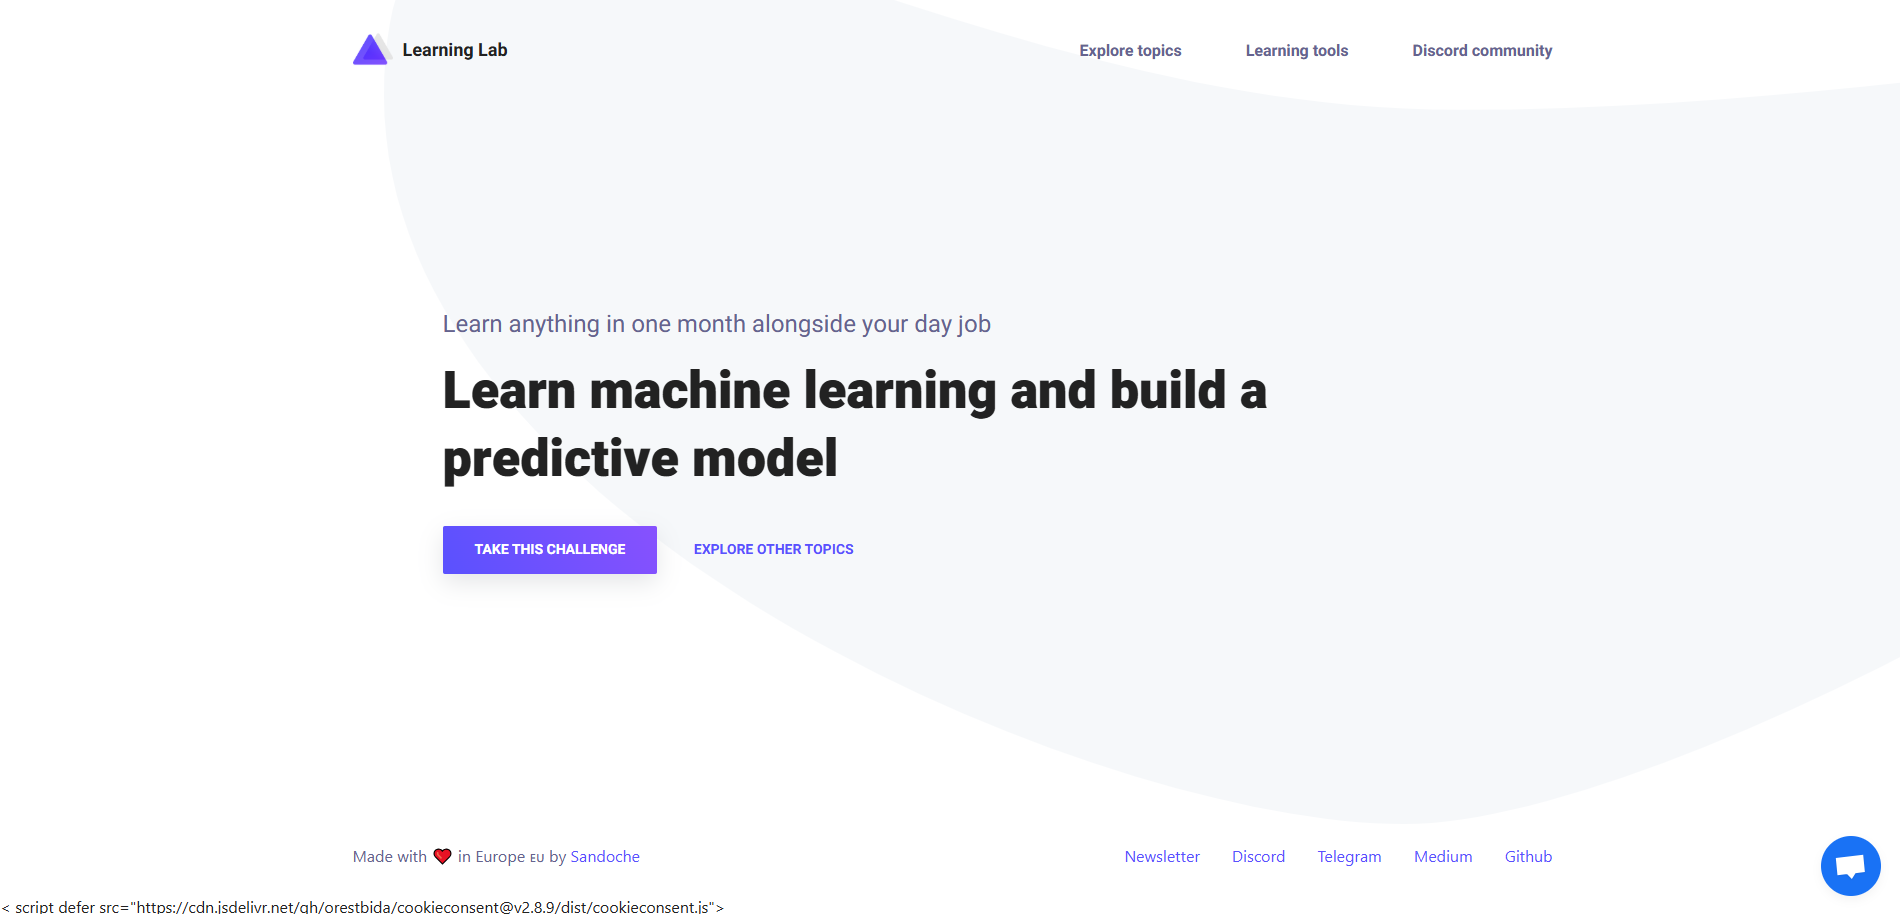 Learning Lab
Explore topics
Learning tools
Discord community
Learn anything in one month alongside your day job
Learn machine learning and build a
predictive model
TAKE THIS CHALLENGE
EXPLORE OTHER TOPICS
Made with ❤️ in Europe EU by Sandoche
Newsletter
Discord
Telegram
Medium
Github
< script defer src="https://cdn.jsdelivr.net/gh/orestbida/cookieconsent@v2.8.9/dist/cookieconsent.js">